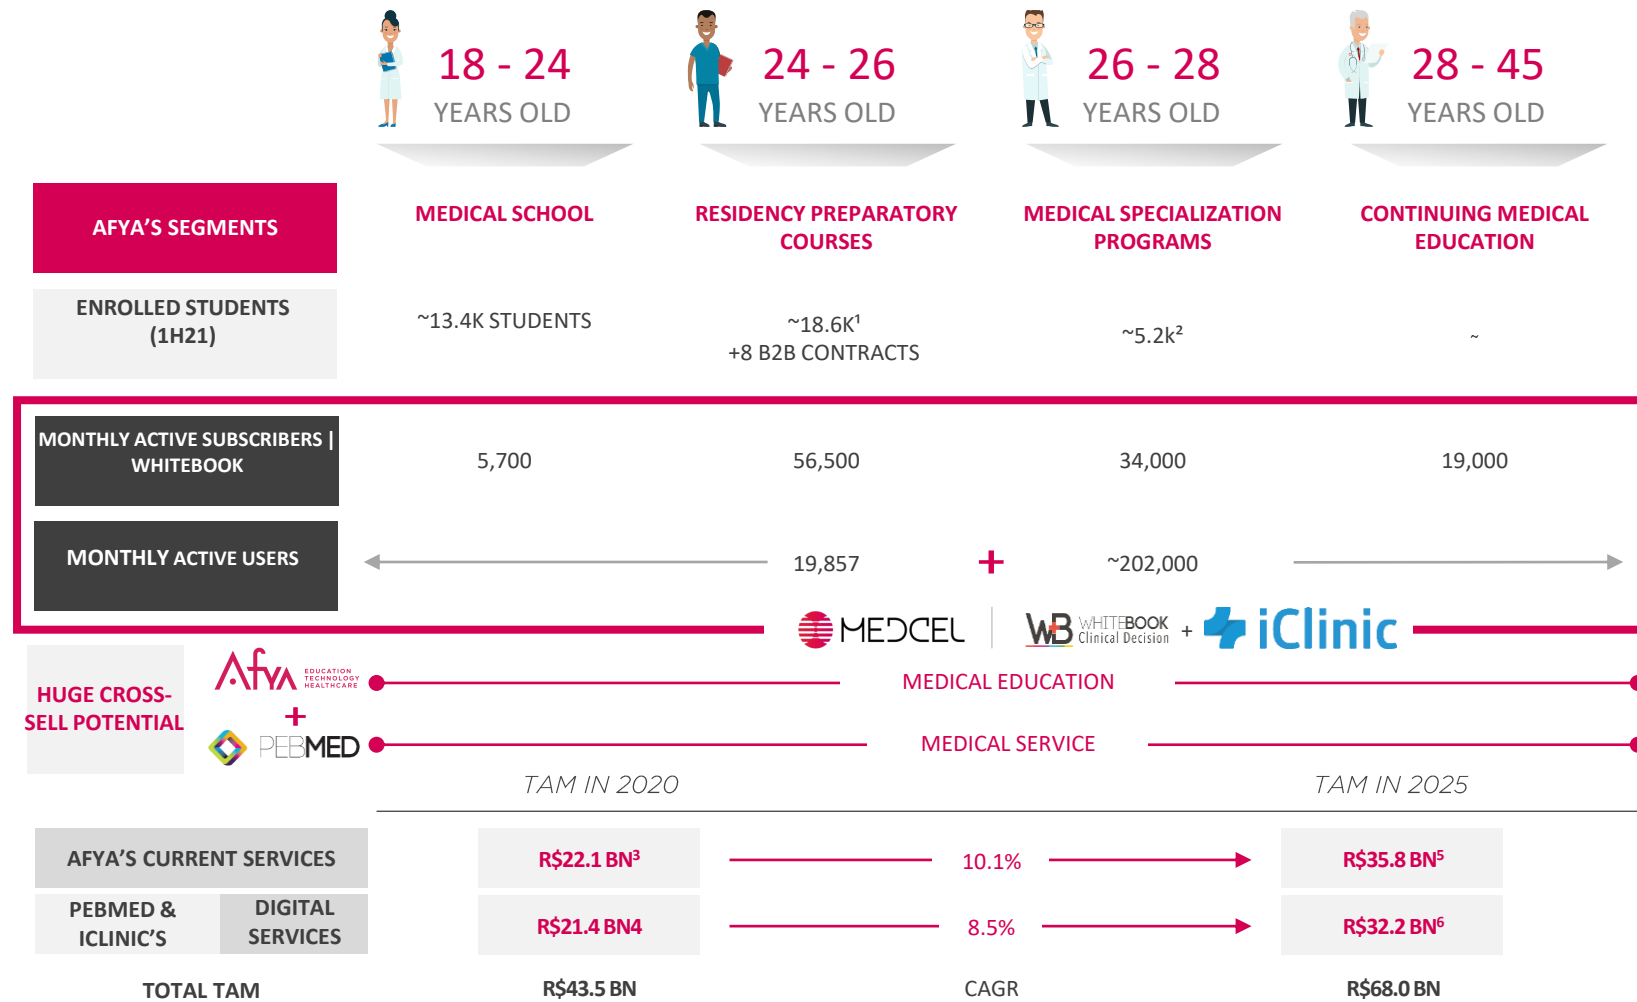 18 - 24
YEARS OLD
24 - 26
YEARS OLD
26 - 28
YEARS OLD
28 - 45
YEARS OLD
AFYA'S SEGMENTS
MEDICAL SCHOOL
RESIDENCY PREPARATORY
COURSES
MEDICAL SPECIALIZATION
PROGRAMS
CONTINUING MEDICAL
EDUCATION
ENROLLED STUDENTS
(1H21)
~13.4K STUDENTS
~18.6K¹
+8 B2B CONTRACTS
~5.2k²
~
MONTHLY ACTIVE SUBSCRIBERS |
WHITEBOOK
5,700
56,500
34,000
19,000
MONTHLY ACTIVE USERS
19,857
+
~202,000
MEDCEL
WB WHITEBOOK
Clinical Decision
+
iClinic
HUGE CROSS-
SELL POTENTIAL
Afya
EDUCATION
TECHNOLOGY
HEALTHCARE
+
PEBMED
MEDICAL EDUCATION
MEDICAL SERVICE
TAM IN 2020
TAM IN 2025
AFYA'S CURRENT SERVICES
R$22.1 BN³
10.1%
R$35.8 BN⁵
PEBMED &
ICLINIC'S
DIGITAL
SERVICES
R$21.4 BN4
8.5%
R$32.2 BN⁶
TOTAL TAM
R$43.5 BN
CAGR
R$68.0 BN